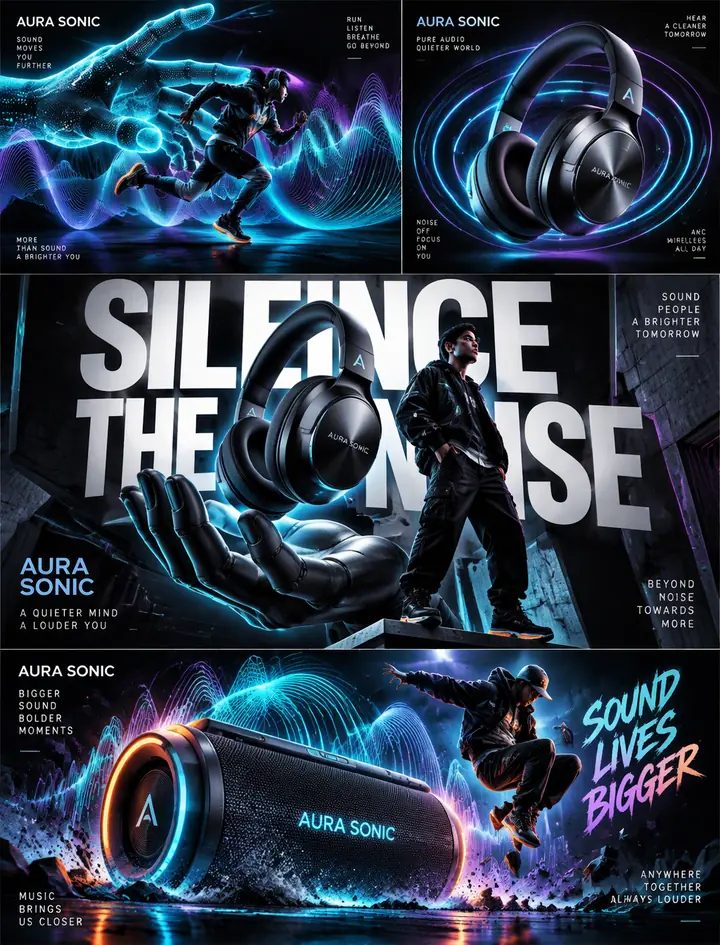 AURA SONIC
SOUND
MOVES
YOU
FURTHER
RUN
LISTEN
BREATHE
GO BEYOND
MORE
THAN SOUND
A BRIGHTER YOU
AURA SONIC
PURE AUDIO
QUIETER WORLD
HEAR
A CLEANER
TOMORROW
A
AURA SONIC
NOISE
OFF
FOCUS
ON
YOU
ANC
WIRELLES
ALL DAY
SILENCE
THE NOISE
SOUND
PEOPLE
A BRIGHTER
TOMORROW
A
A
AURA SONIC
AURA
SONIC
A QUIETER MIND
A LOUDER YOU
BEYOND
NOISE
TOWARDS
MORE
AURA SONIC
BIGGER
SOUND
BOLDER
MOMENTS
SOUND
LIVES
BIGGER
A
AURA SONIC
MUSIC
BRINGS
US CLOSER
ANYWHERE
TOGETHER
ALWAYS LOUDER